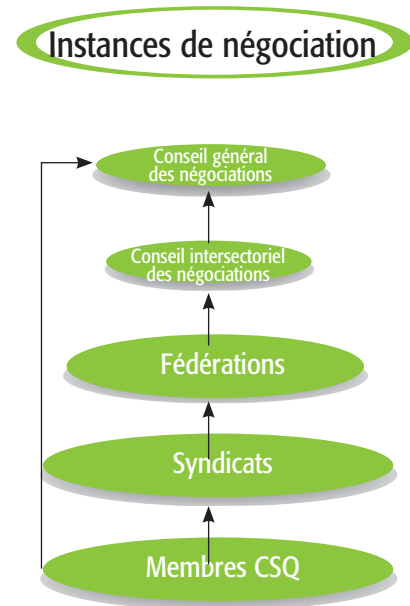 Instances de négociation
Conseil général
des négociations
Conseil intersectoriel
des négociations
Fédérations
Syndicats
Membres CSQ